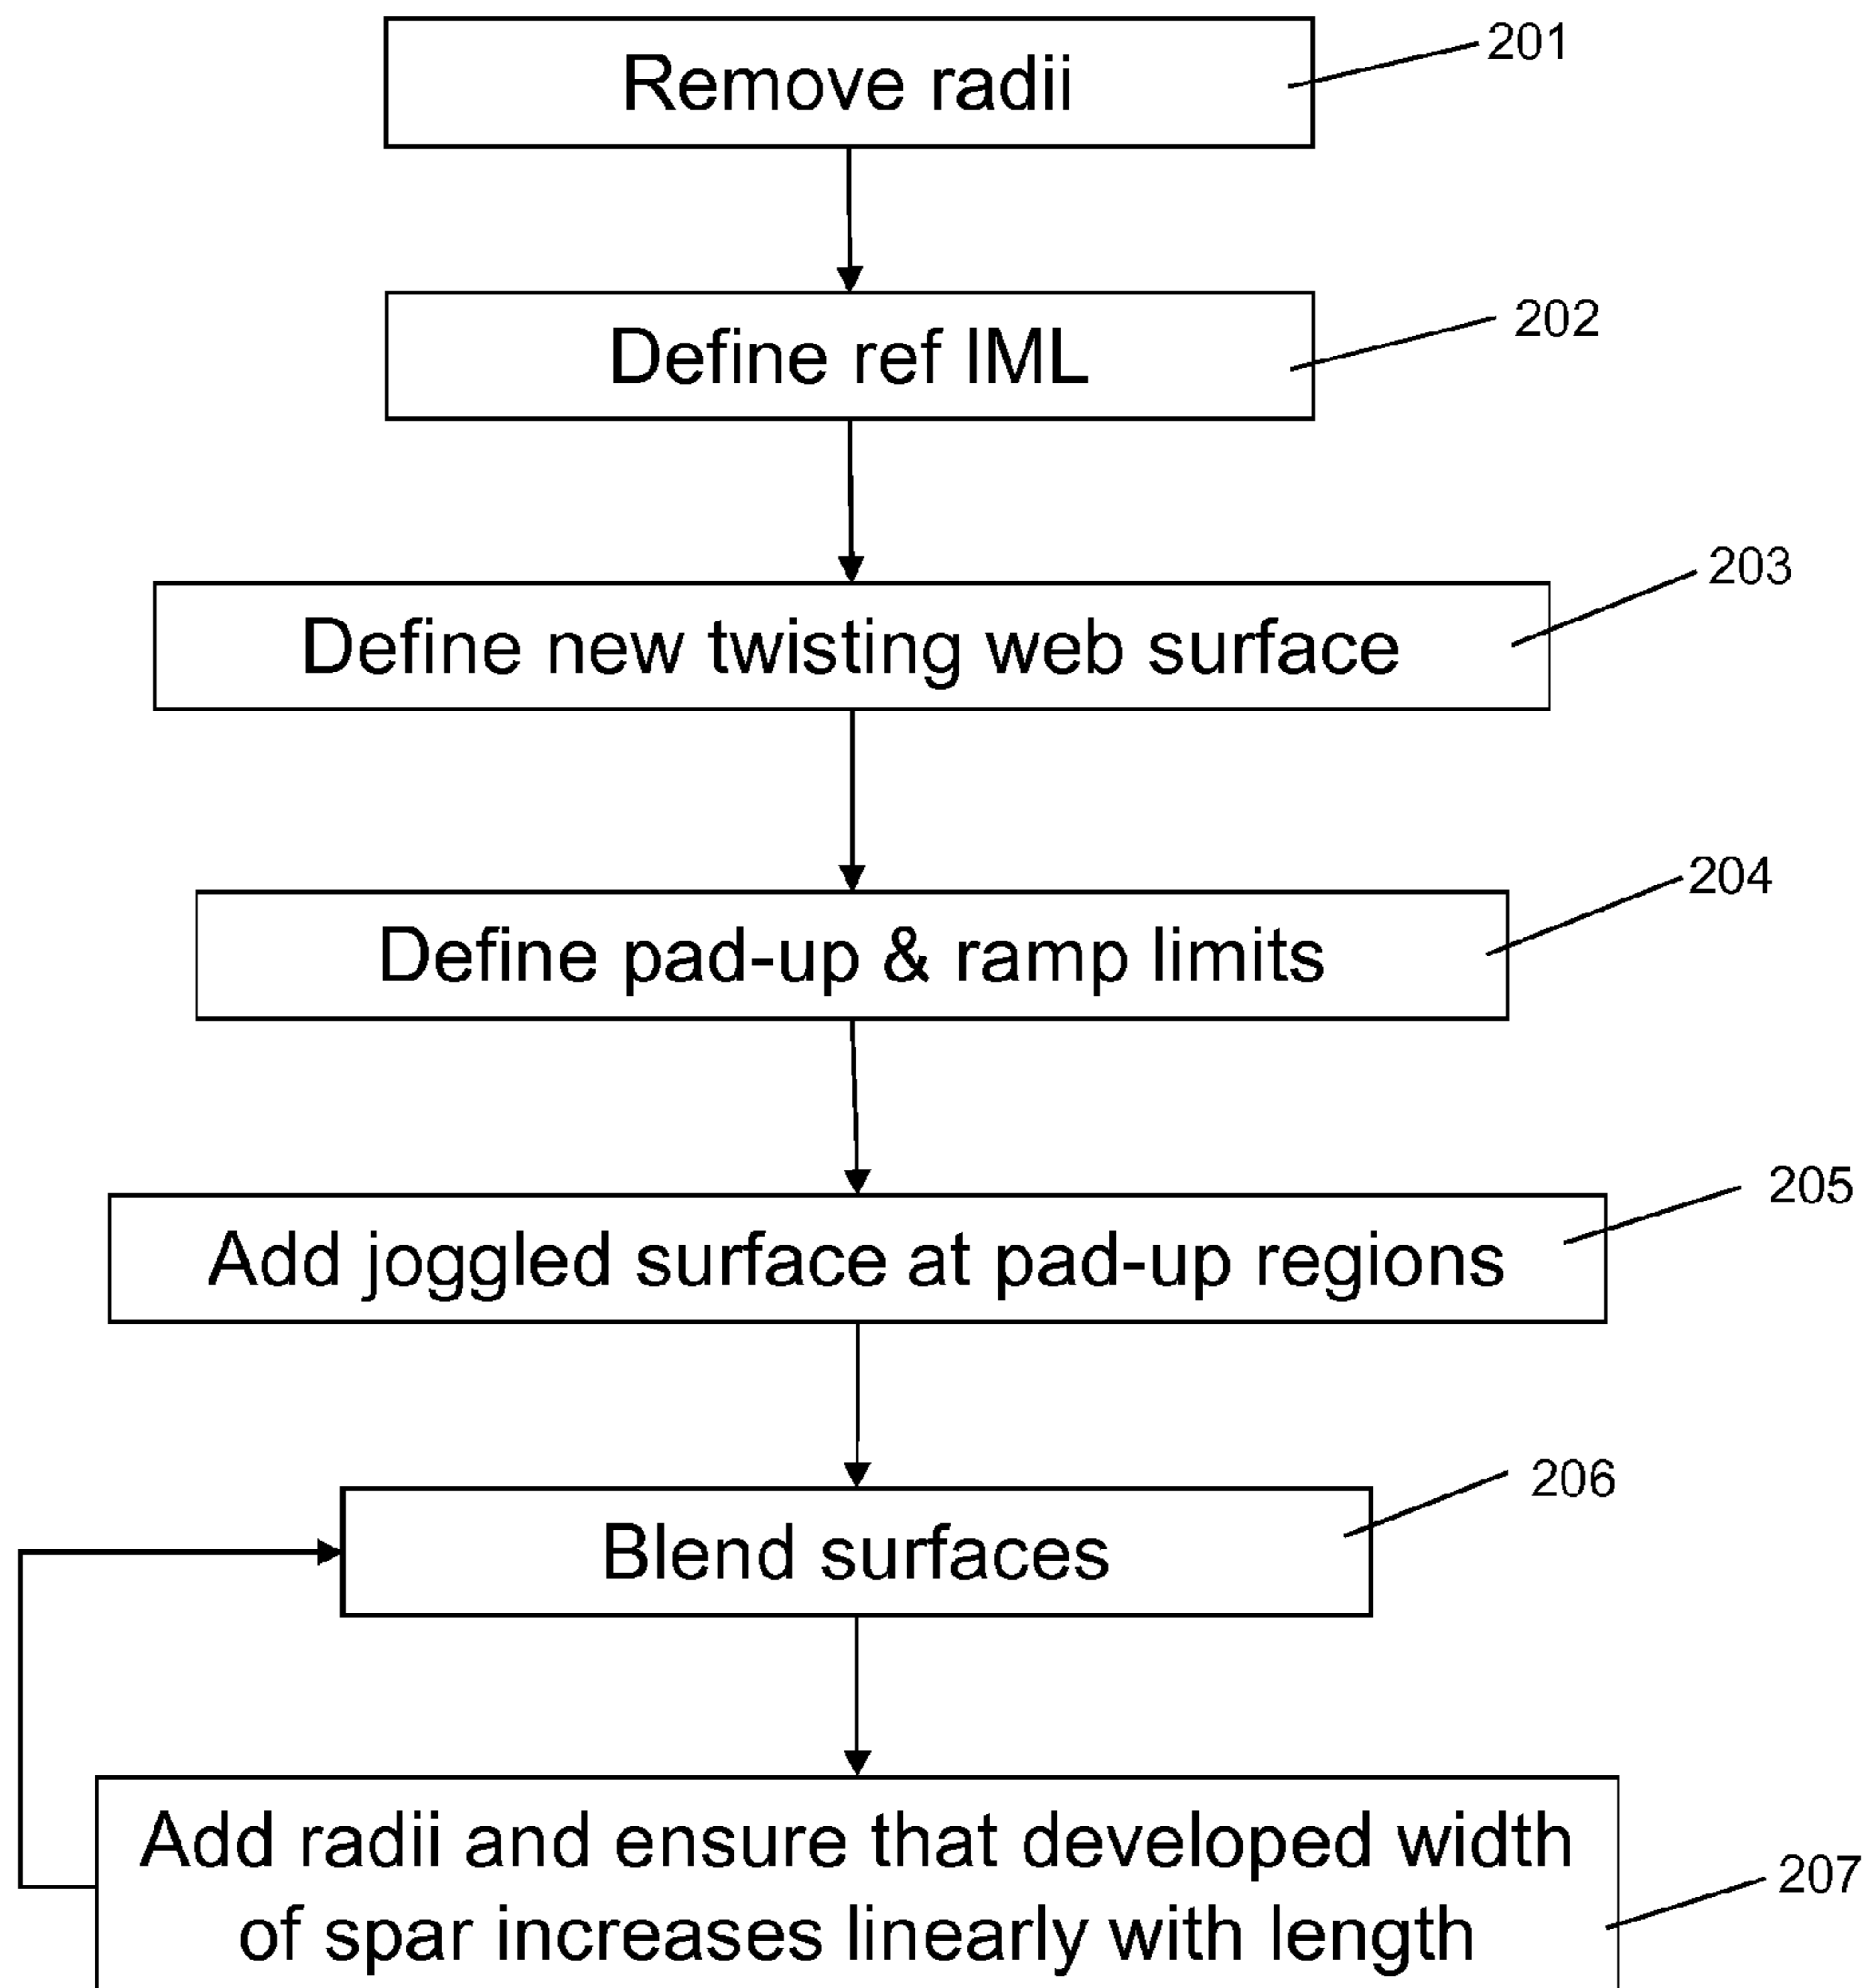 Remove radii
201
Define ref IML
202
Define new twisting web surface
203
Define pad-up & ramp limits
204
Add joggled surface at pad-up regions
205
Blend surfaces
206
Add radii and ensure that developed width
of spar increases linearly with length
207